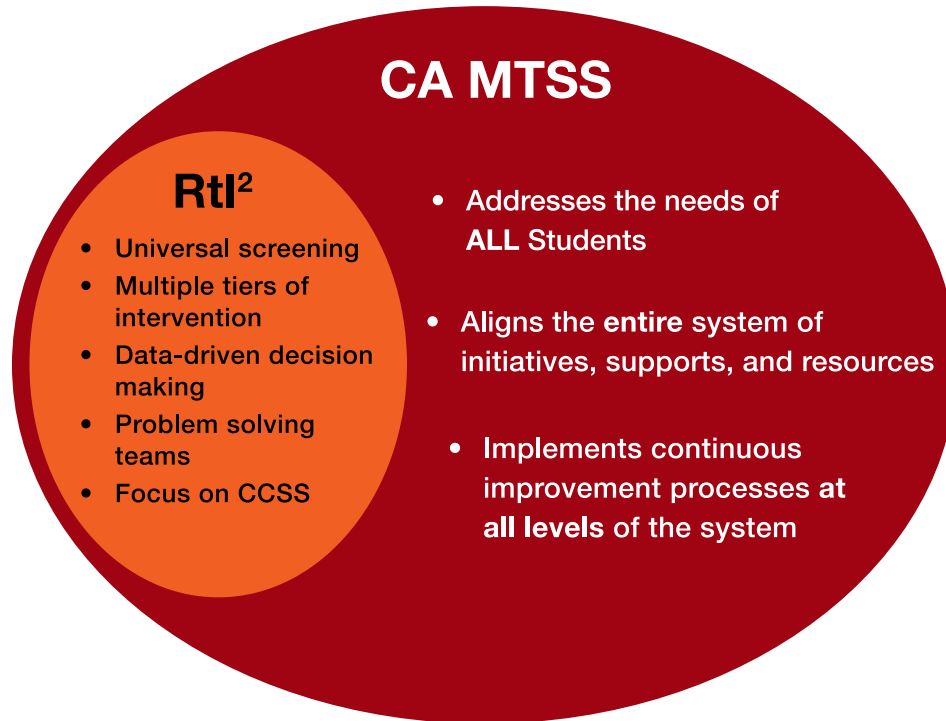 CA MTSS
RtI²
• Universal screening
• Multiple tiers of
intervention
• Data-driven decision
making
• Problem solving
teams
• Focus on CCSS
• Addresses the needs of
ALL Students
• Aligns the entire system of
initiatives, supports, and resources
• Implements continuous
improvement processes at
all levels of the system